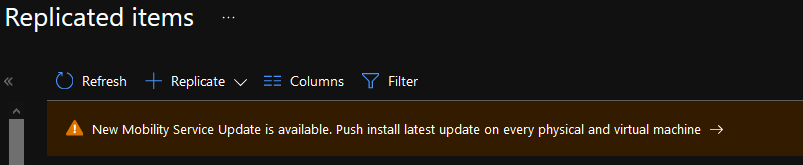 Replicated items ...
Refresh Replicate Columns Filter
New Mobility Service Update is available. Push install latest update on every physical and virtual machine →